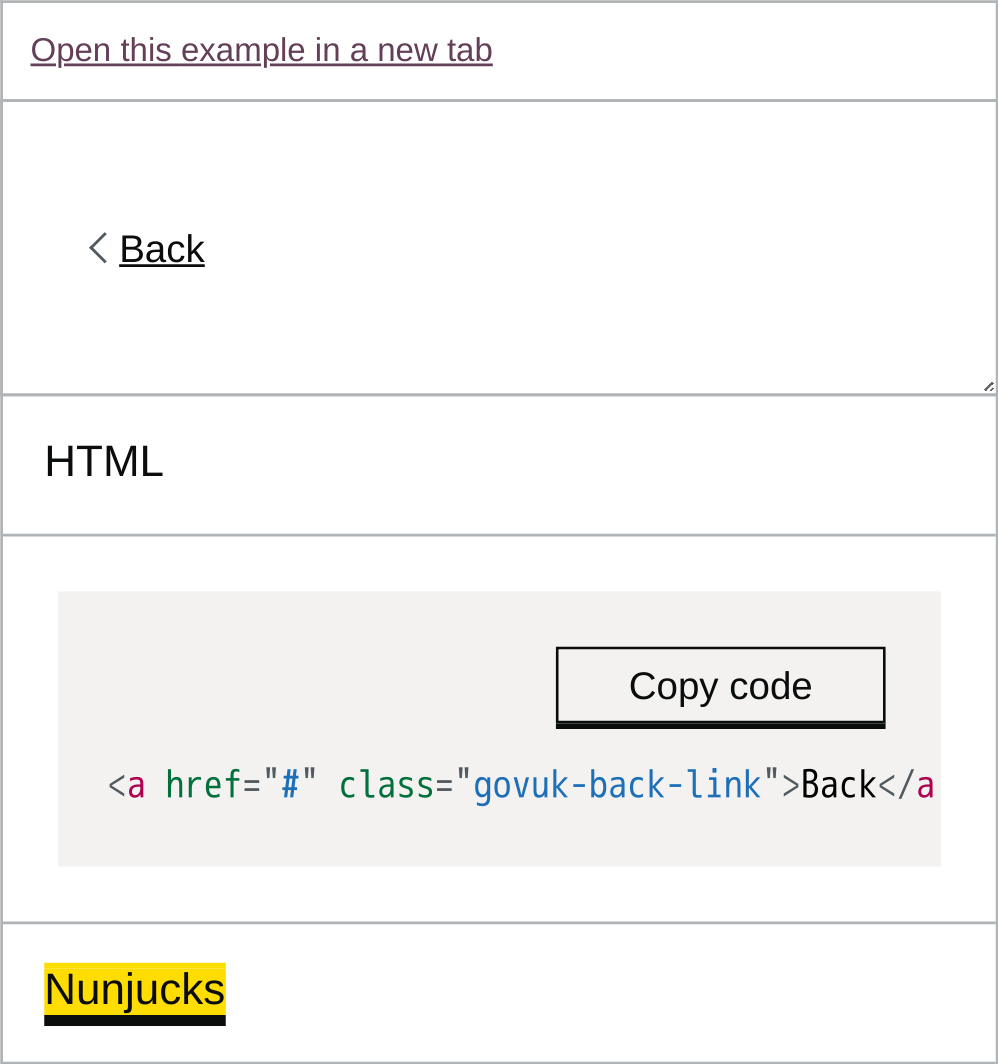 Open this example in a new tab
Back
HTML
Copy code
<a href="#" class="govuk-back-link">Back</a
Nunjucks